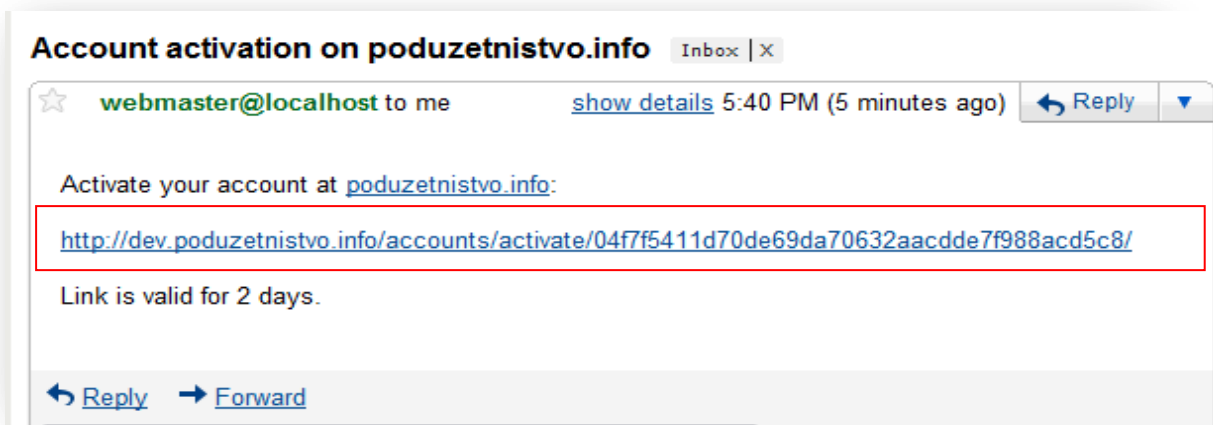 Account activation on poduzetnistvo.info Inbox | X
webmaster@localhost to me show details 5:40 PM (5 minutes ago) Reply
Activate your account at poduzetnistvo.info:
http://dev.poduzetnistvo.info/accounts/activate/04f7f5411d70de69da70632aacdde7f988acd5c8/
Link is valid for 2 days.
Reply Forward